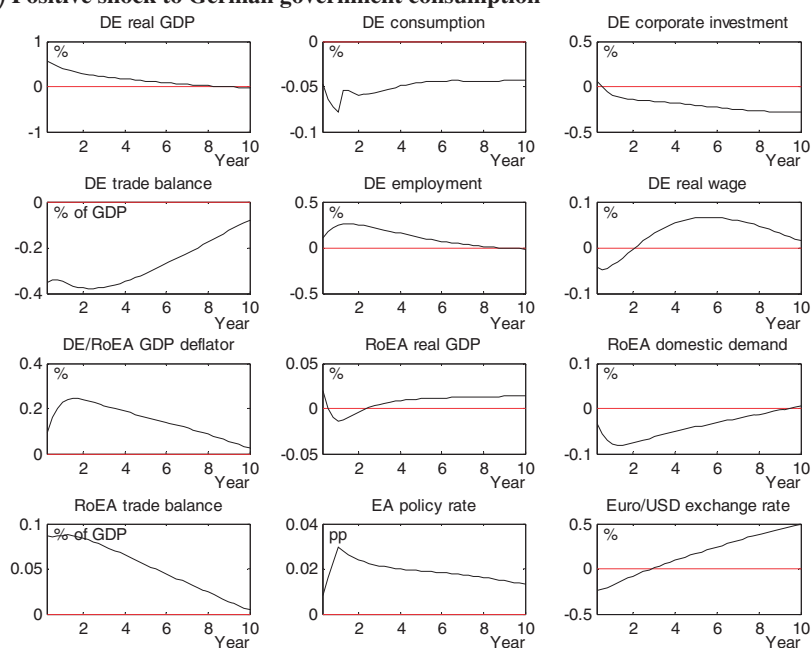 ) Positive shock to German government consumption
DE real GDP
DE consumption
DE corporate investment
1
%
0
-1
2 4 6 8 10
Year
0
%
-0.05
-0.1
2 4 6 8 10
Year
0.5
%
0
-0.5
2 4 6 8 10
Year
DE trade balance
DE employment
DE real wage
0
% of GDP
-0.2
-0.4
2 4 6 8 10
Year
0.5
%
0
-0.5
2 4 6 8 10
Year
0.1
%
0
-0.1
2 4 6 8 10
Year
DE/RoEA GDP deflator
RoEA real GDP
RoEA domestic demand
0.4
%
0.2
0
2 4 6 8 10
Year
0.05
%
0
-0.05
2 4 6 8 10
Year
0.1
%
0
-0.1
2 4 6 8 10
Year
RoEA trade balance
EA policy rate
Euro/USD exchange rate
0.1
% of GDP
0.05
0
2 4 6 8 10
Year
0.04
pp
0.02
0
2 4 6 8 10
Year
0.5
%
0
-0.5
2 4 6 8 10
Year